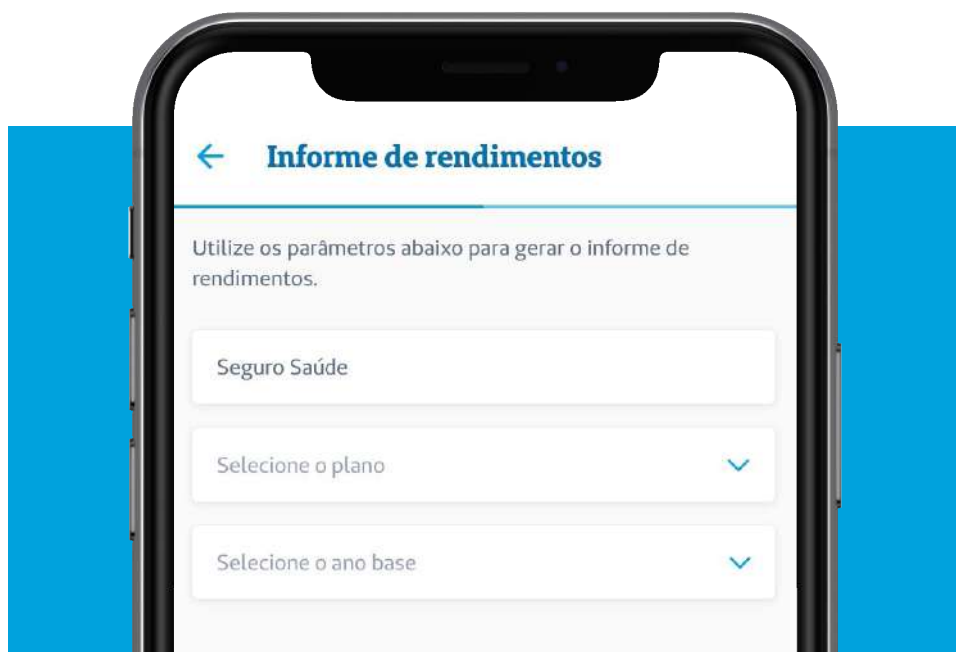 Informe de rendimentos
Utilize os parâmetros abaixo para gerar o informe de
rendimentos.
Seguro Saúde
Selecione o plano
Selecione o ano base